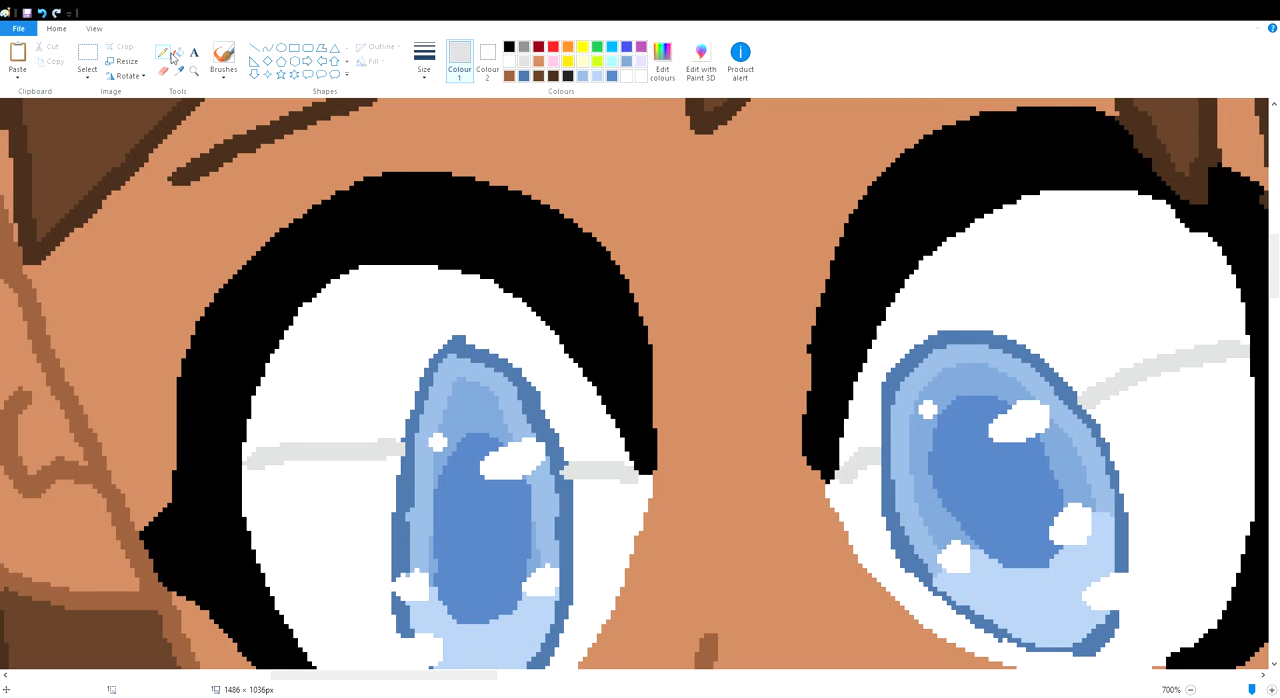 File Home View
Paste
Cut
Copy
Clipboard
Select
Crop
Resize
Rotate
Image
A
Tools
Brushes
Outline
Fill
Shapes
Size
Colour 1
Colour 2
Edit colours
Colours
Edit with Paint 3D
Product alert
1486 × 1036px
700%